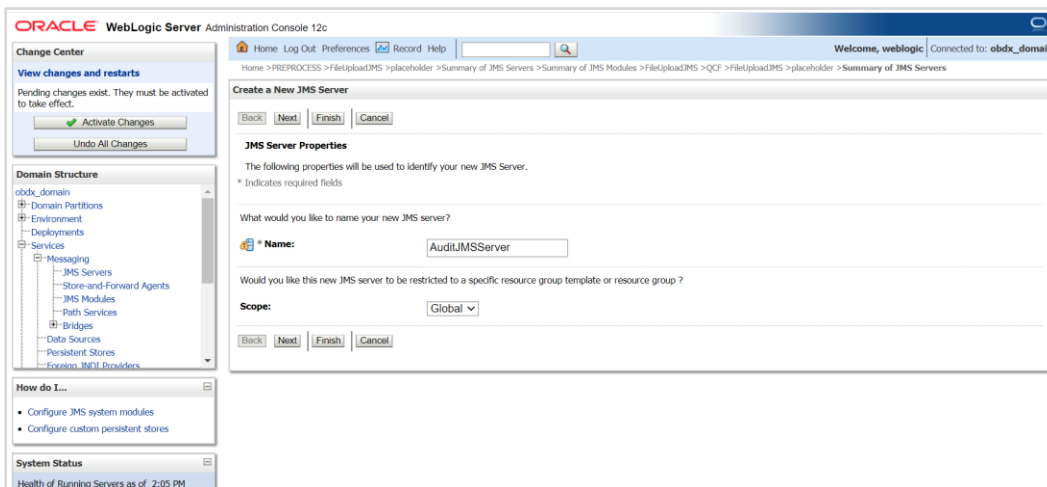 ORACLE WebLogic Server Administration Console 12c
Change Center
View changes and restarts
Pending changes exist. They must be activated
to take effect.
Activate Changes
Undo All Changes
Domain Structure
obdx_domain
Domain Partitions
Environment
Deployments
Services
Messaging
JMS Servers
Store-and-Forward Agents
JMS Modules
Path Services
Bridges
Data Sources
Persistent Stores
Foreign JNDI Providers
How do I...
Configure JMS system modules
Configure custom persistent stores
System Status
Health of Running Servers as of 2:05 PM
Home Log Out Preferences Record Help
Welcome, weblogic Connected to: obdx_domai
Home >PREPROCESS >FileUploadJMS >placeholder >Summary of JMS Servers >Summary of JMS Modules >FileUploadJMS >QCF >FileUploadJMS >placeholder >Summary of JMS Servers
Create a New JMS Server
Back Next Finish Cancel
JMS Server Properties
The following properties will be used to identify your new JMS Server.
* Indicates required fields
What would you like to name your new JMS server?
* Name: AuditJMSServer
Would you like this new JMS server to be restricted to a specific resource group template or resource group ?
Scope: Global
Back Next Finish Cancel